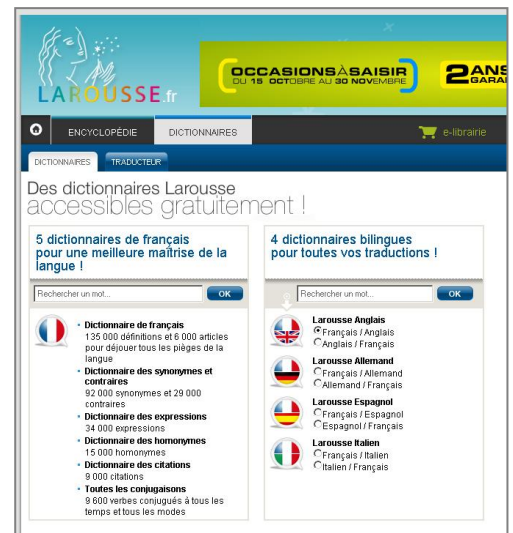 LAROUSSE.fr
OCCASIONS À SAISIR
DU 15 OCTOBRE AU 30 NOVEMBRE
2 ANS
GARA
ENCYCLOPÉDIE
DICTIONNAIRES
e-librairie
DICTIONNAIRES
TRADUCTEUR
Des dictionnaires Larousse
accessibles gratuitement !
5 dictionnaires de français
pour une meilleure maîtrise de la
langue !
Rechercher un mot...
OK
Dictionnaire de français
135 000 définitions et 6 000 articles
pour déjouer tous les pièges de la
langue
Dictionnaire des synonymes et
contraires
92 000 synonymes et 29 000
contraires
Dictionnaire des expressions
34 000 expressions
Dictionnaire des homonymes
15 000 homonymes
Dictionnaire des citations
9 000 citations
Toutes les conjugaisons
9 600 verbes conjugués à tous les
temps et tous les modes
4 dictionnaires bilingues
pour toutes vos traductions !
Rechercher un mot...
OK
Larousse Anglais
Français / Anglais
Anglais / Français
Larousse Allemand
Français / Allemand
Allemand / Français
Larousse Espagnol
Français / Espagnol
Espagnol / Français
Larousse Italien
Français / Italien
Italien / Français